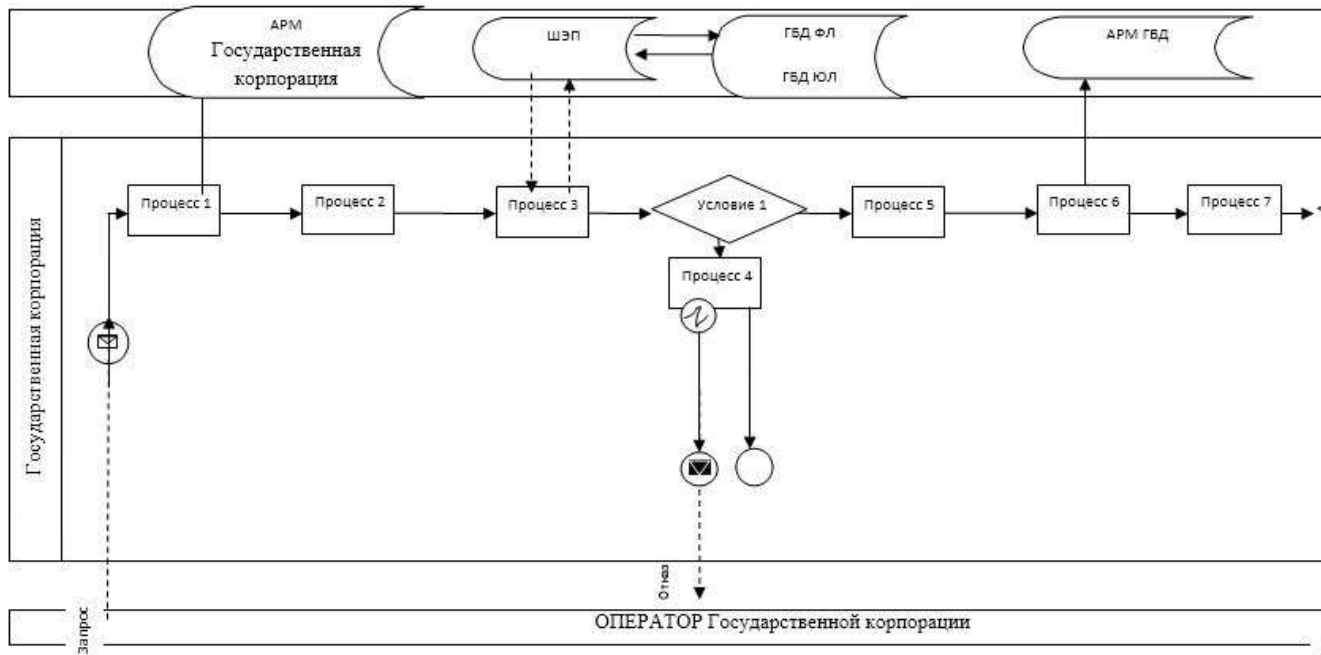 АРМ
Государственная
корпорация
ШЭП
ГБД ФЛ
ГБД ЮЛ
АРМ ГБД
Государственная корпорация
Процесс 1
Процесс 2
Процесс 3
Условие 1
Процесс 5
Процесс 6
Процесс 7
Процесс 4
Запрос
Отказ
ОПЕРАТОР Государственной корпорации